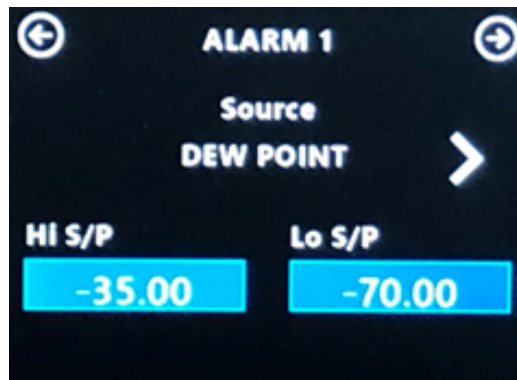 ALARM 1
Source
DEW POINT
Hi S/P Lo S/P
-35.00 -70.00